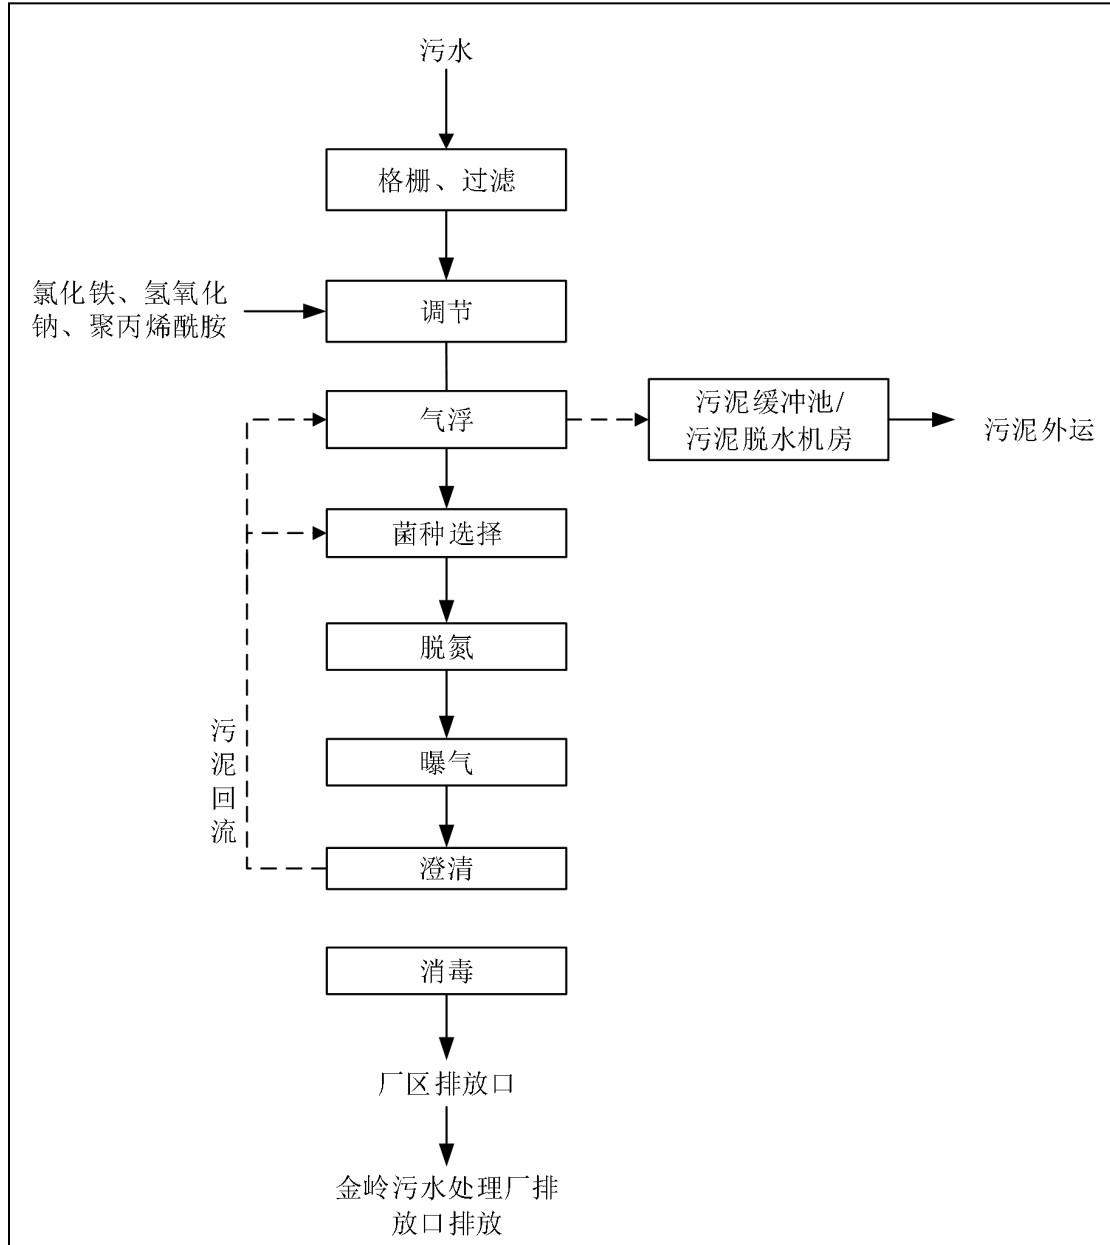 污水
格栅、过滤
氯化铁、氢氧化
钠、聚丙烯酰胺
调节
气浮
污泥缓冲池/
污泥脱水机房
污泥外运
菌种选择
脱氮
曝气
污泥回流
澄清
消毒
厂区排放口
金岭污水处理厂排
放口排放